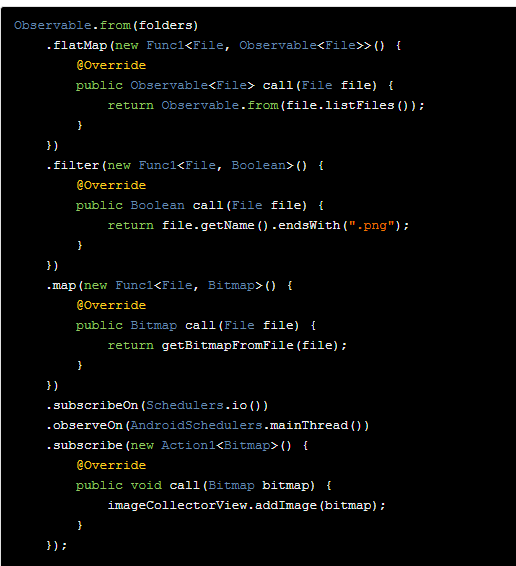 Observable.from(folders)
    .flatMap(new Func1<File, Observable<File>>() {
        @Override
        public Observable<File> call(File file) {
            return Observable.from(file.listFiles());
        }
    })
    .filter(new Func1<File, Boolean>() {
        @Override
        public Boolean call(File file) {
            return file.getName().endsWith(".png");
        }
    })
    .map(new Func1<File, Bitmap>() {
        @Override
        public Bitmap call(File file) {
            return getBitmapFromFile(file);
        }
    })
    .subscribeOn(Schedulers.io())
    .observeOn(AndroidSchedulers.mainThread())
    .subscribe(new Action1<Bitmap>() {
        @Override
        public void call(Bitmap bitmap) {
            imageCollectorView.addImage(bitmap);
        }
    });